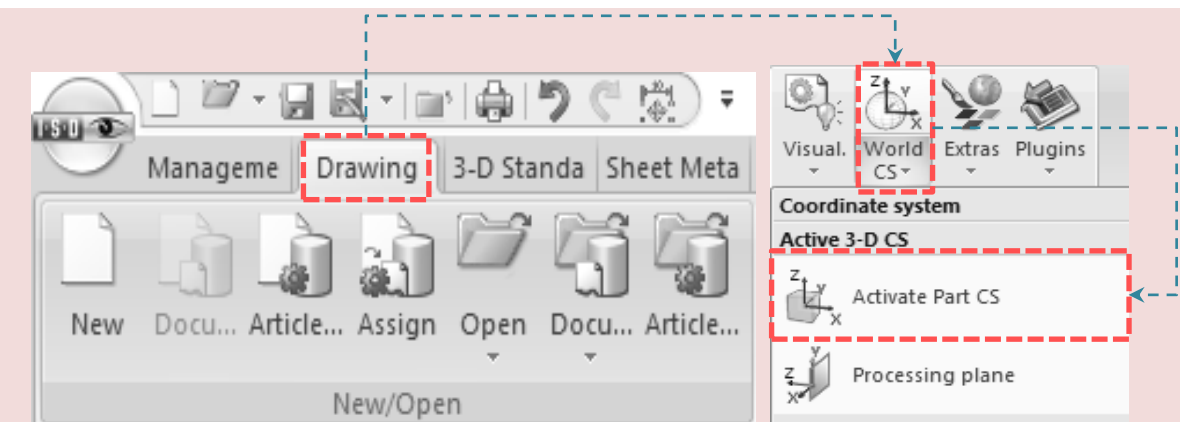 I·S·D
Manageme Drawing 3-D Standa Sheet Meta
New Docu... Article... Assign Open Docu... Article...
New/Open
Z Y X
Visual. World CS Extras Plugins
Coordinate system
Active 3-D CS
Z Y X
Activate Part CS
Y Z X
Processing plane